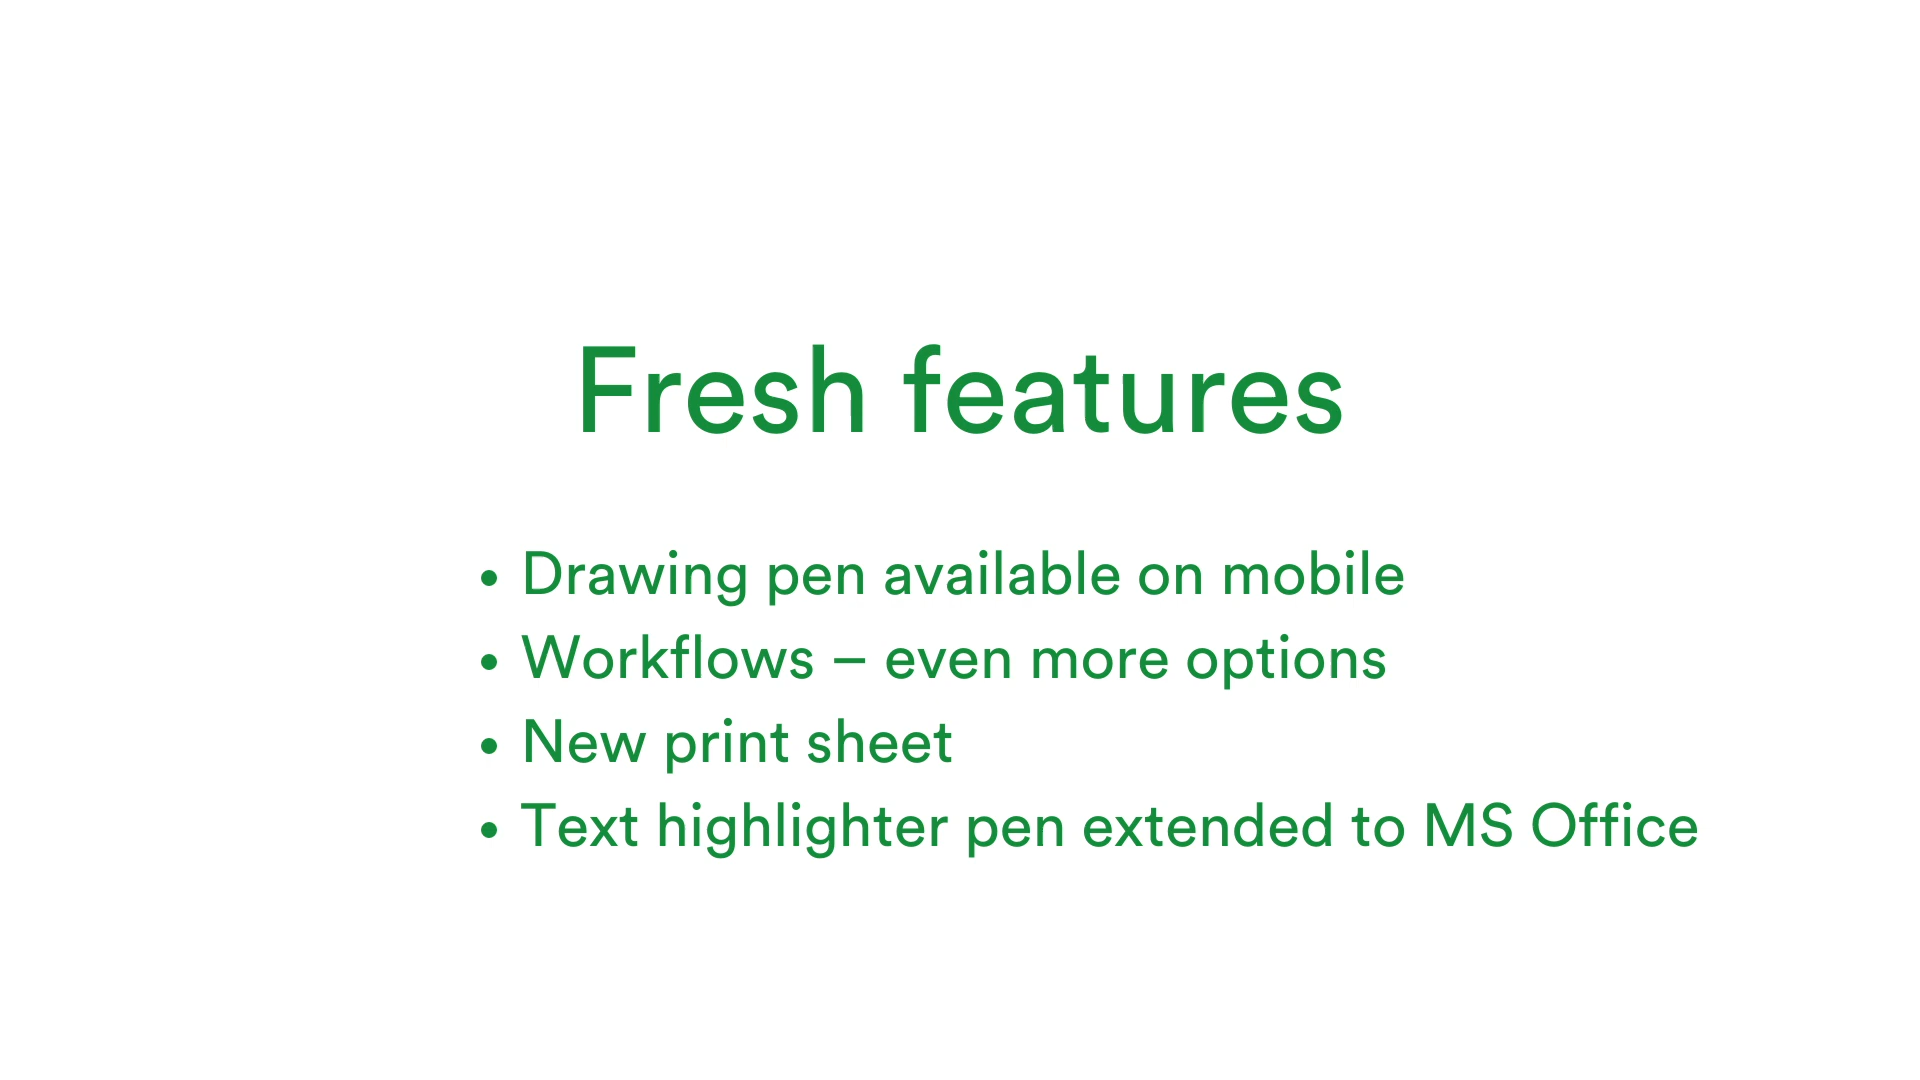 Fresh features
• Drawing pen available on mobile
• Workflows – even more options
• New print sheet
• Text highlighter pen extended to MS Office